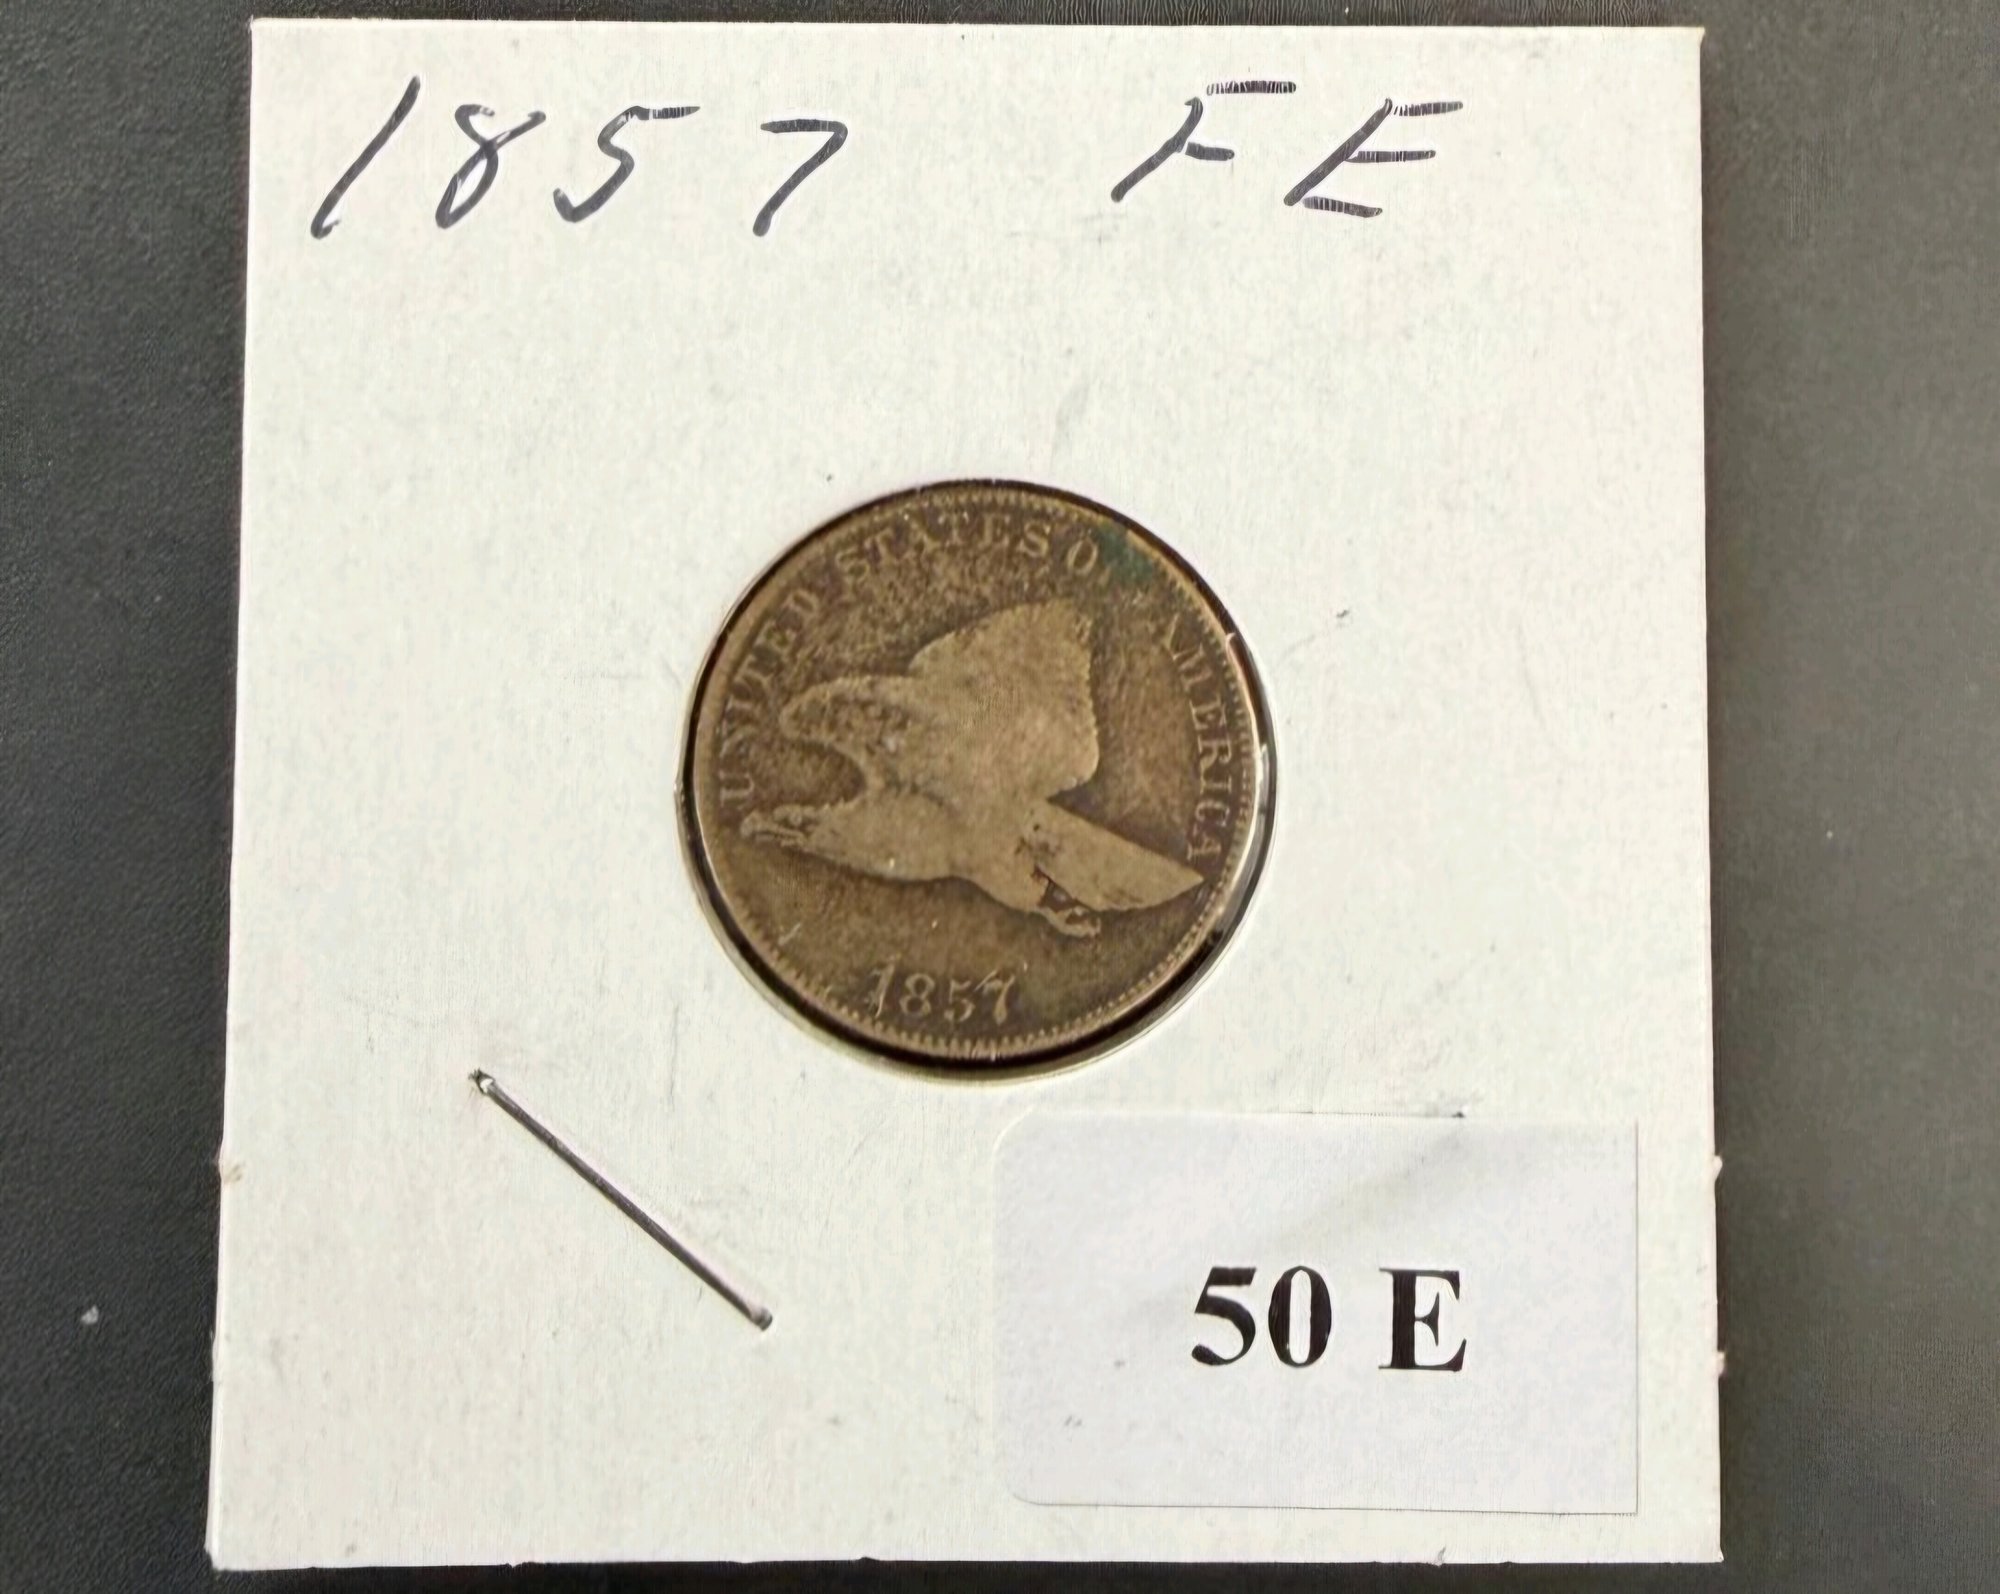 1857 FE
UNITED STATES OF AMERICA
1857
50 E